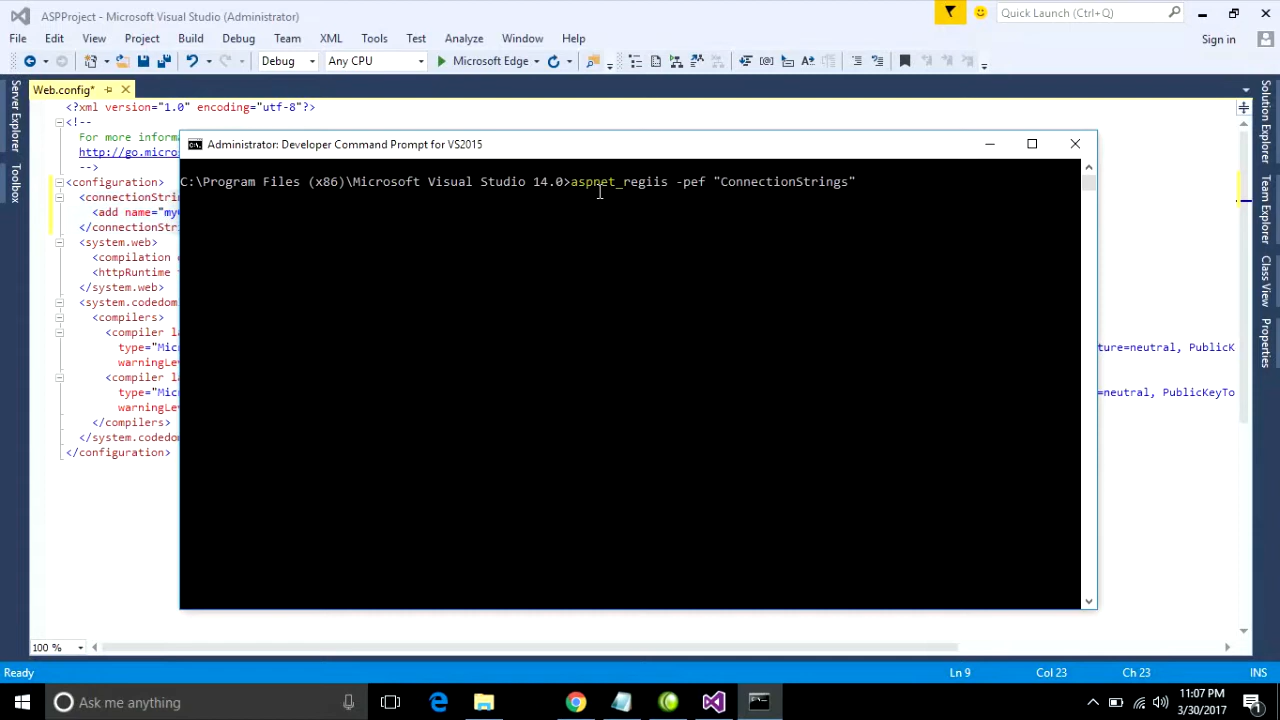 ASPProject - Microsoft Visual Studio (Administrator)
Quick Launch (Ctrl+Q)
File Edit View Project Build Debug Team XML Tools Test Analyze Window Help
Sign in
Debug Any CPU Microsoft Edge
Web.config*
Server Explorer
Toolbox
Solution Explorer
Team Explorer
Class View
Properties
<?xml version="1.0" encoding="utf-8"?>
<!--
For more informa
http://go.micros
-->
<configuration>
<connectionStrin
<add name="my
</connectionStri
<system.web>
<compilation
<httpRuntime
</system.web>
<system.codedom
<compilers>
<compiler la
type="Mic ture=neutral, PublicK
warningLe
<compiler la
type="Mic =neutral, PublicKeyTo
warningLe
</compilers>
</system.codedom
</configuration>
Administrator: Developer Command Prompt for VS2015
C:\Program Files (x86)\Microsoft Visual Studio 14.0>aspnet_regiis -pef "ConnectionStrings"
100 %
Ready Ln 9 Col 23 Ch 23 INS
Ask me anything
11:07 PM
3/30/2017